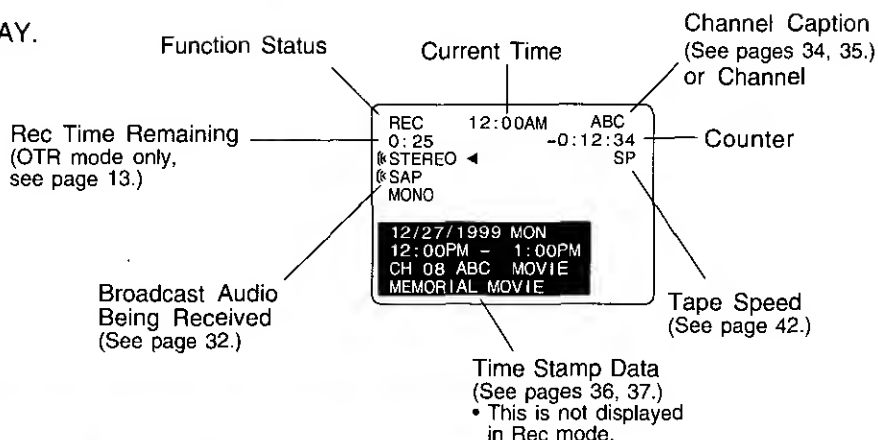 AY.
Function Status
Current Time
Channel Caption
(See pages 34, 35.)
or Channel
Rec Time Remaining
(OTR mode only,
see page 13.)
REC 12:00AM ABC
0:25 -0:12:34
STEREO ◄ SP
SAP
MONO
Counter
12/27/1999 MON
12:00PM - 1:00PM
CH 08 ABC MOVIE
MEMORIAL MOVIE
Broadcast Audio
Being Received
(See page 32.)
Tape Speed
(See page 42.)
Time Stamp Data
(See pages 36, 37.)
• This is not displayed
in Rec mode.